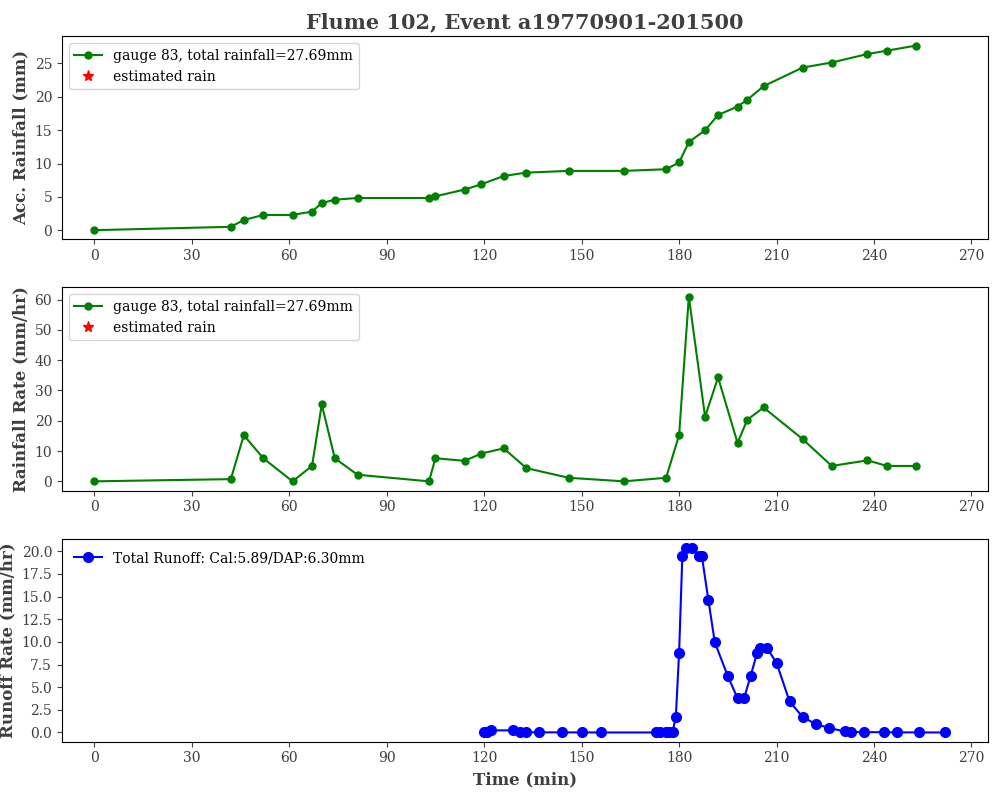 Flume 102, Event a19770901-201500
Acc. Rainfall (mm)
25
20
15
10
5
0
gauge 83, total rainfall=27.69mm
estimated rain
0 30 60 90 120 150 180 210 240 270
Rainfall Rate (mm/hr)
60
50
40
30
20
10
0
gauge 83, total rainfall=27.69mm
estimated rain
0 30 60 90 120 150 180 210 240 270
Runoff Rate (mm/hr)
20.0
17.5
15.0
12.5
10.0
7.5
5.0
2.5
0.0
Total Runoff: Cal:5.89/DAP:6.30mm
0 30 60 90 120 150 180 210 240 270
Time (min)